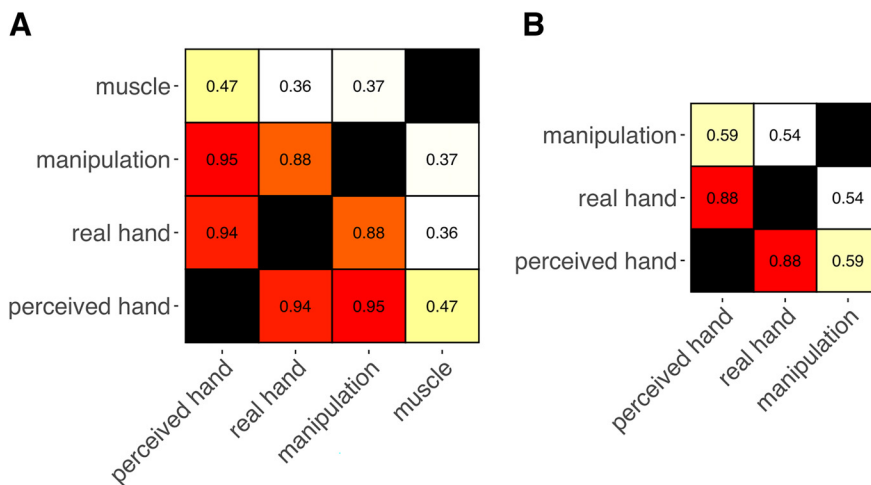 A
B
muscle
0.47
0.36
0.37
manipulation
0.95
0.88
0.37
real hand
0.94
0.88
0.36
perceived hand
0.94
0.95
0.47
perceived hand
real hand
manipulation
muscle
manipulation
0.59
0.54
real hand
0.88
0.54
perceived hand
0.88
0.59
perceived hand
real hand
manipulation